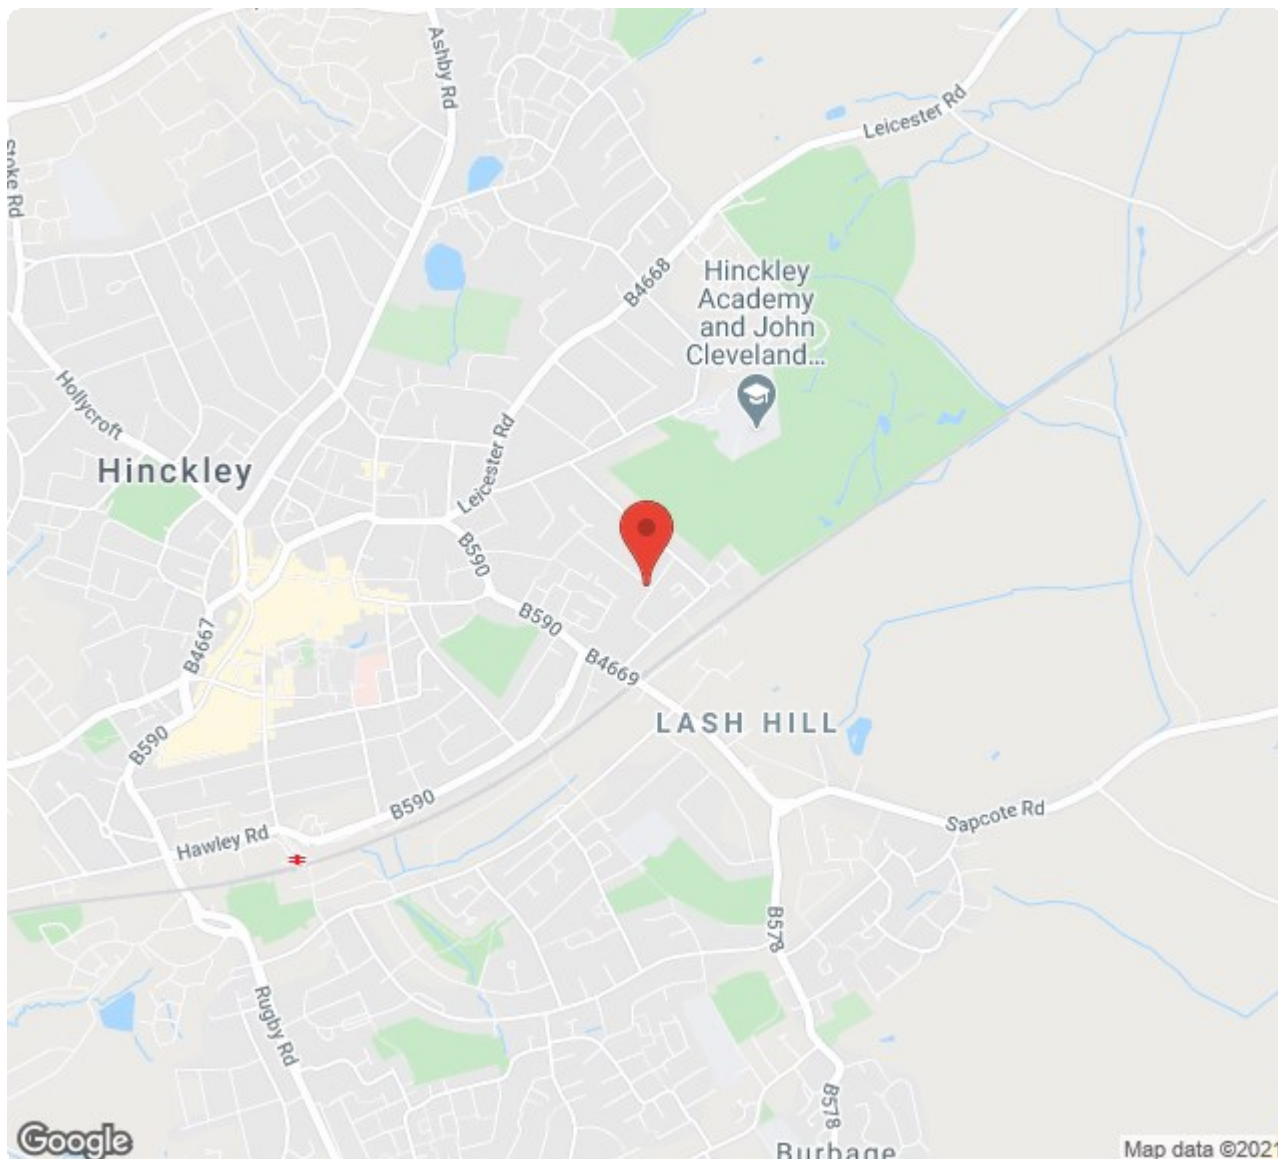 Ashby Rd
Leicester Rd
Stoke Rd
B4668
Hinckley
Academy
and John
Cleveland...
Hollycroft
Leicester Rd
Hinckley
B590
B590
B4667
B4669
LASH HILL
B590
B590
Sapcote Rd
Hawley Rd
B578
Rugby Rd
B578
Burbage
Google
Map data ©2021